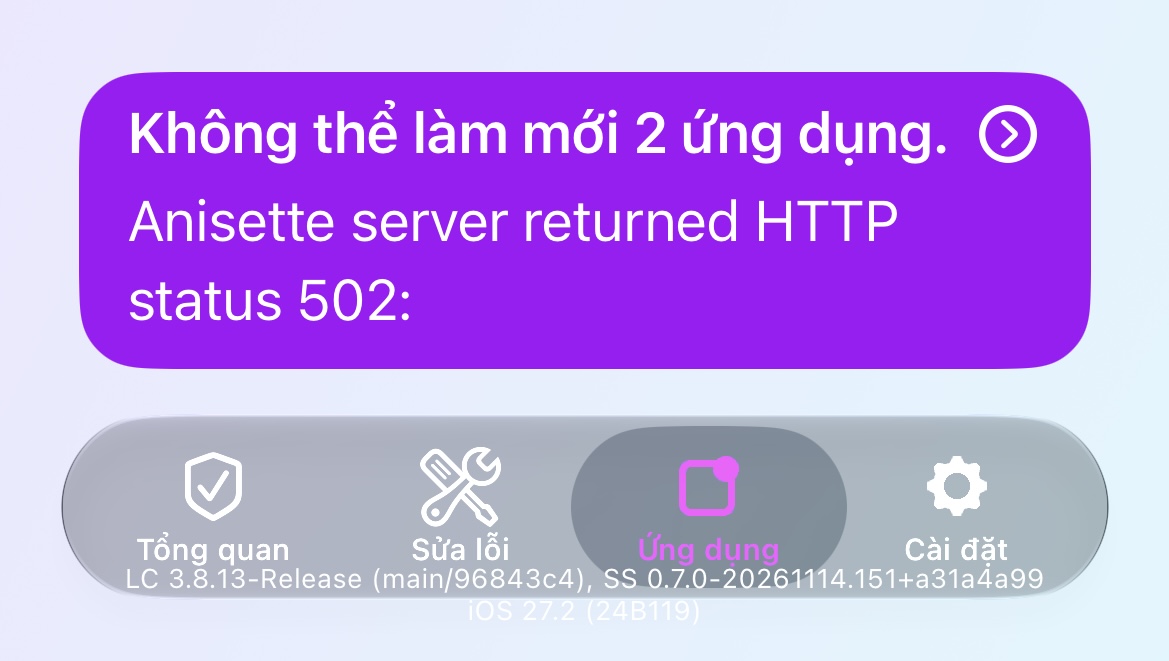 Không thể làm mới 2 ứng dụng.
Anisette server returned HTTP
status 502:
Tổng quan
Sửa lỗi
Ứng dụng
Cài đặt
LC 3.8.13-Release (main/96843c4), SS 0.7.0-20261114.151+a31a4a99
iOS 27.2 (24B119)